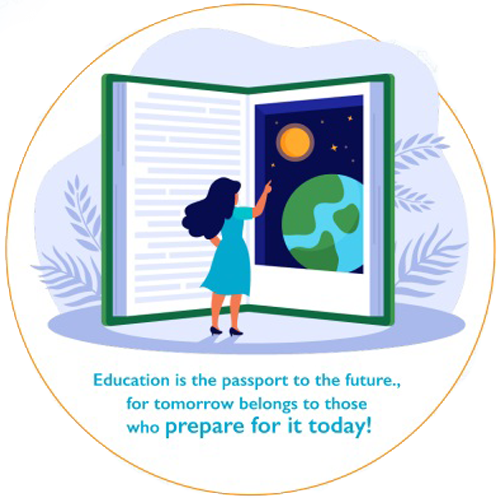 Education is the passport to the future.,
for tomorrow belongs to those
who prepare for it today!